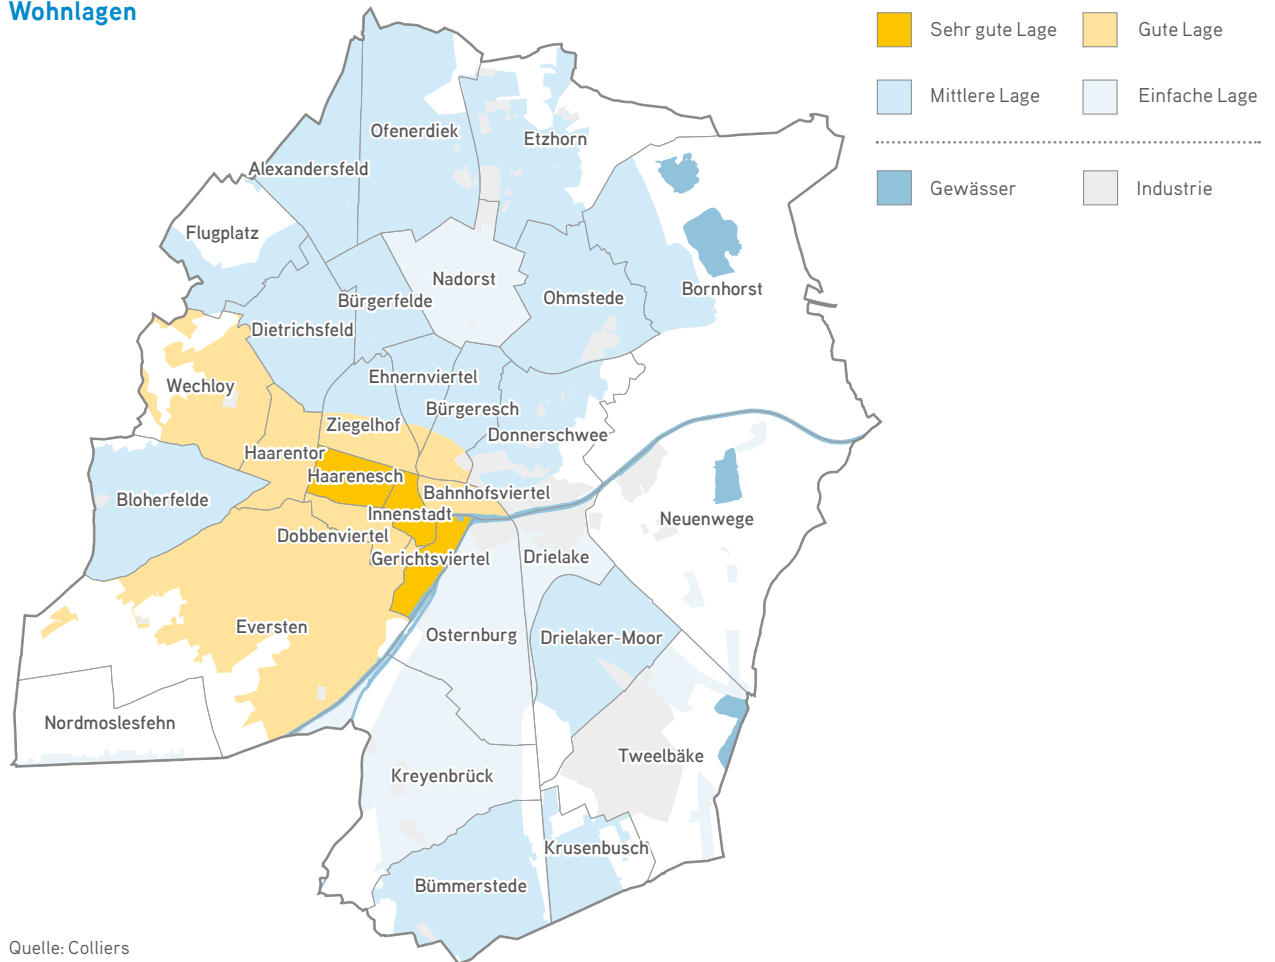 Wohnlagen
Sehr gute Lage
Gute Lage
Mittlere Lage
Einfache Lage
Gewässer
Industrie
Ofenerdiek
Etzhorn
Alexandersfeld
Flugplatz
Nadorst
Bornhorst
Bürgerfelde
Ohmstede
Dietrichsfeld
Wechloy
Ehnernviertel
Bürgeresch
Ziegelhof
Donnerschwee
Haarentor
Haarenesch
Bahnhofsviertel
Bloherfelde
Innenstadt
Neuenwege
Dobbenviertel
Gerichtsviertel
Drielake
Eversten
Osternburg
Drielaker-Moor
Nordmoslesfehn
Tweelbäke
Kreyenbrück
Krusenbusch
Bümmerstede
Quelle: Colliers